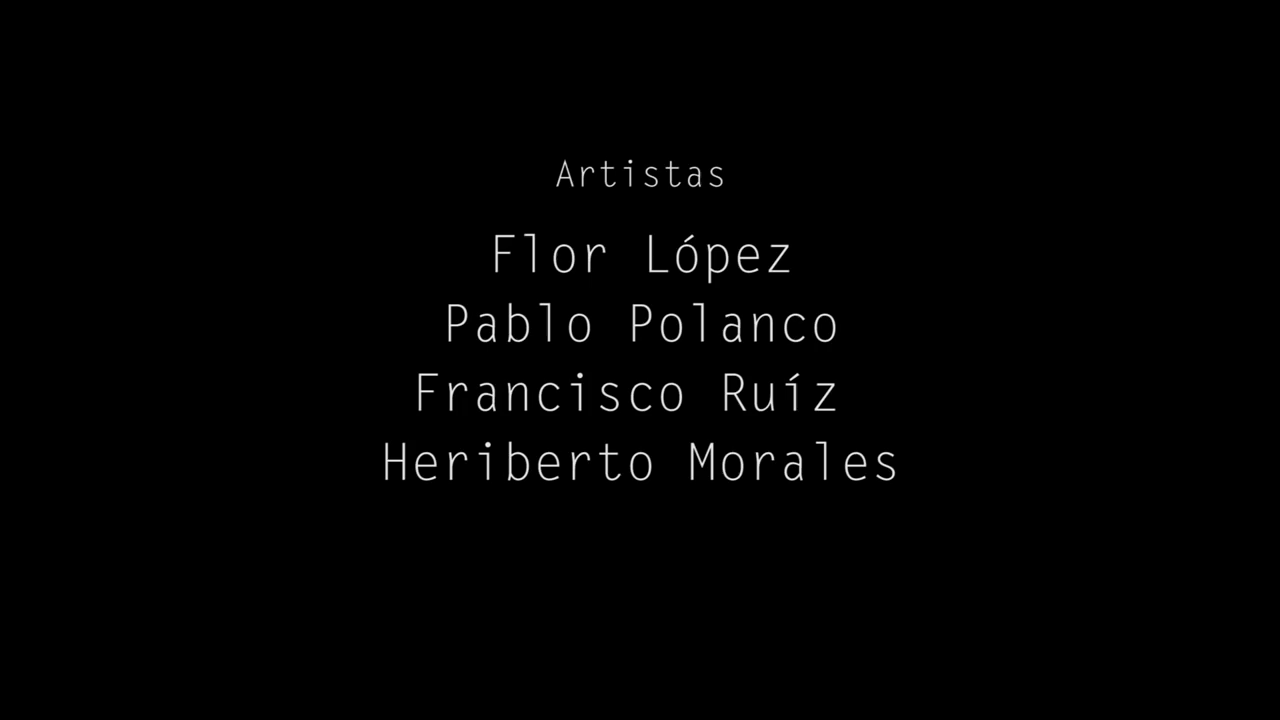 Artistas
Flor López
Pablo Polanco
Francisco Ruíz
Heriberto Morales